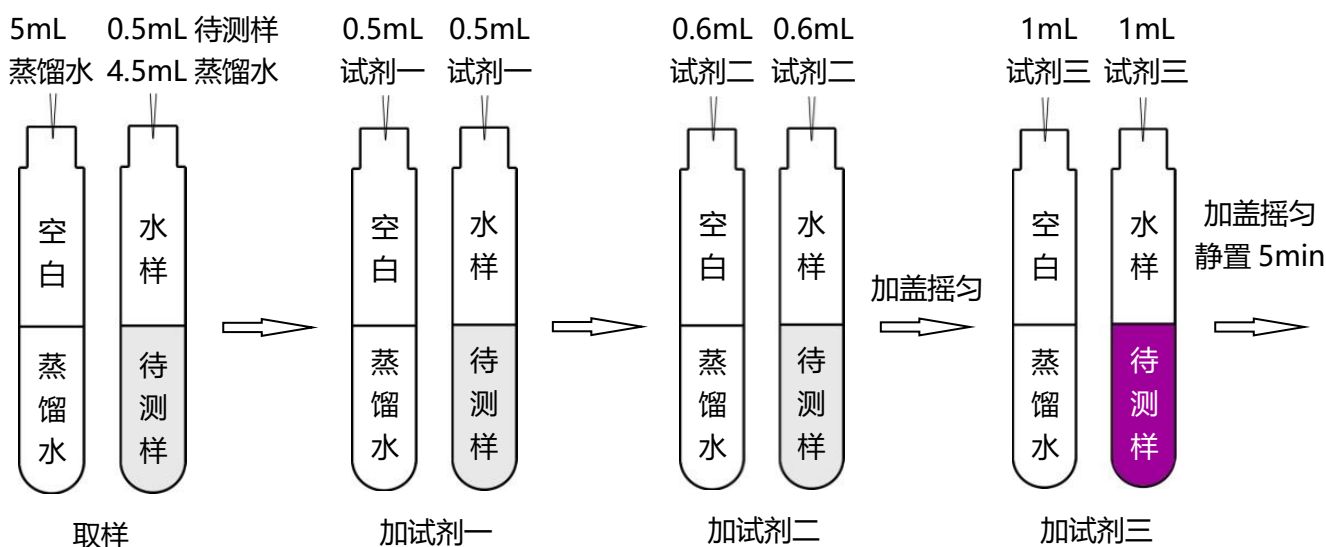 5mL 0.5mL 待测样
蒸馏水 4.5mL 蒸馏水
0.5mL 0.5mL
试剂一 试剂一
0.6mL 0.6mL
试剂二 试剂二
1mL 1mL
试剂三 试剂三
空白 水样
蒸馏水 待测样
取样
空白 水样
蒸馏水 待测样
加试剂一
空白 水样
蒸馏水 待测样
加试剂二
加盖摇匀
空白 水样
蒸馏水 待测样
加试剂三
加盖摇匀
静置 5min